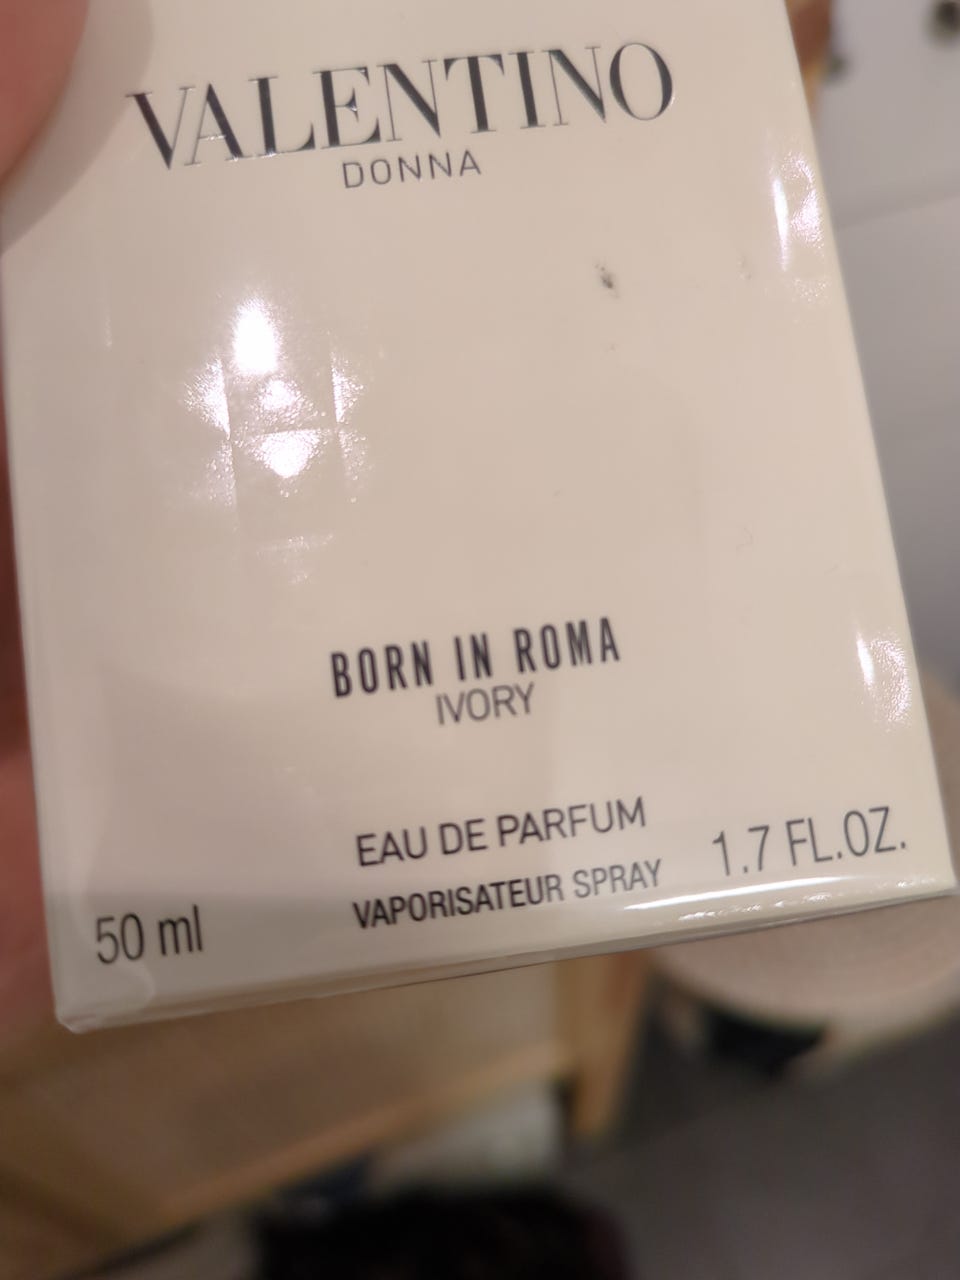 VALENTINO
DONNA
BORN IN ROMA
IVORY
EAU DE PARFUM
VAPORISATEUR SPRAY
50 ml
1.7 FL.OZ.